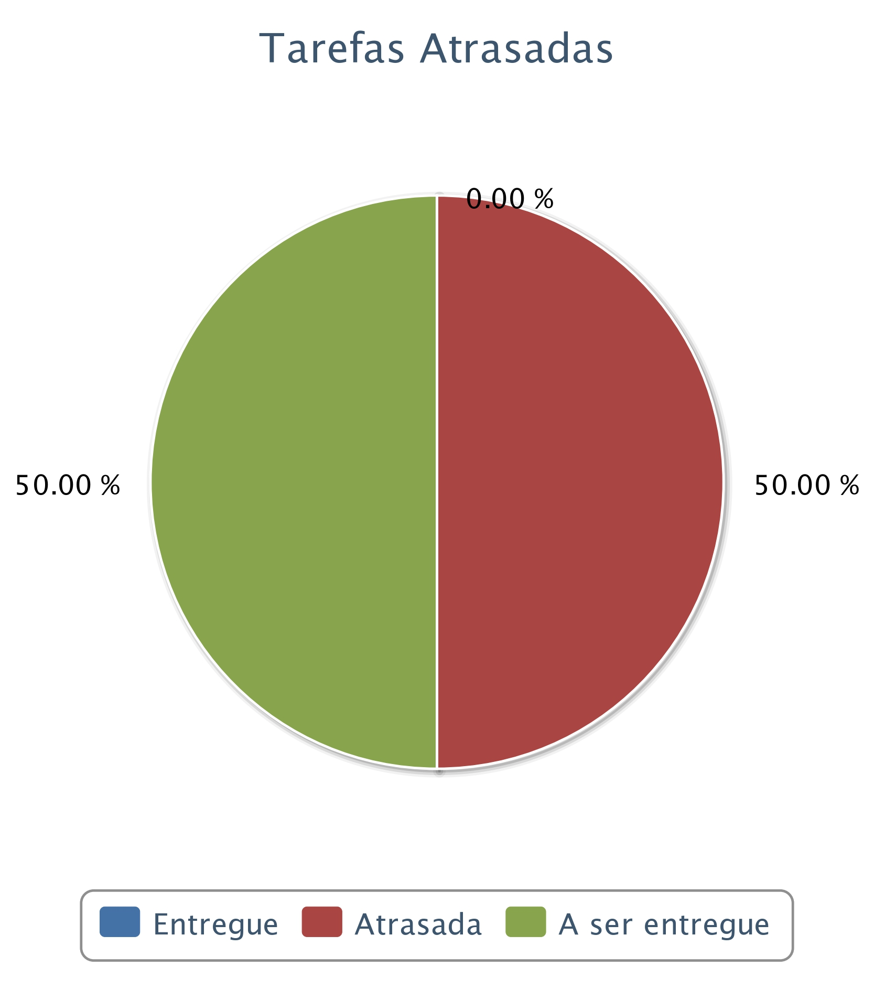 Tarefas Atrasadas
0.00 %
50.00 %
50.00 %
Entregue
Atrasada
A ser entregue